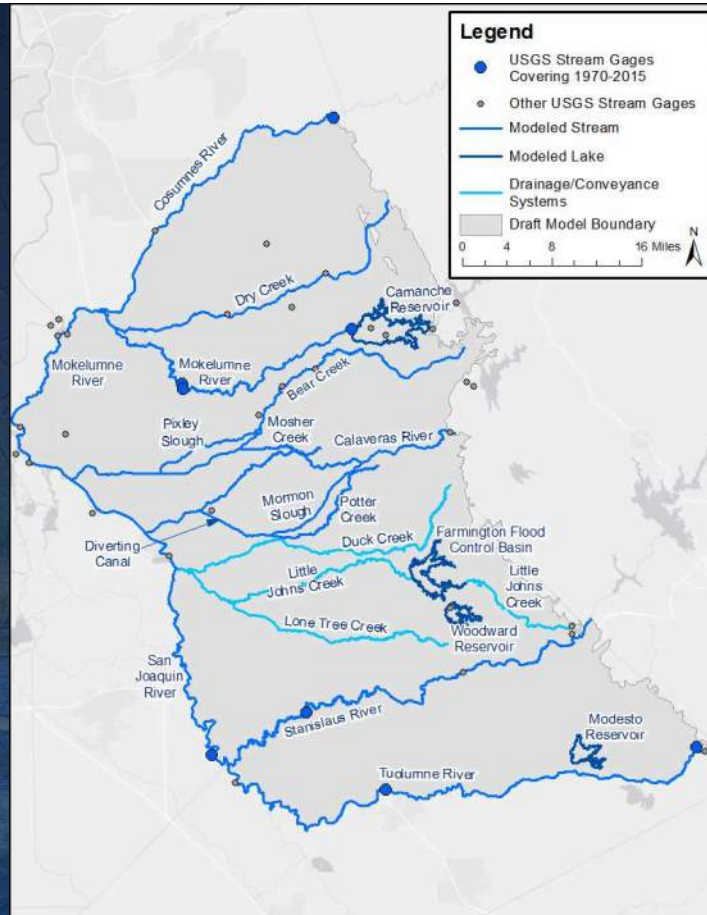 Legend
USGS Stream Gages
Covering 1970-2015
Other USGS Stream Gages
Modeled Stream
Modeled Lake
Drainage/Conveyance
Systems
Draft Model Boundary
N
0 4 8 16 Miles
Cosumnes River
Dry Creek
Camanche
Reservoir
Mokelumne
River
Mokelumne
River
Bear Creek
Pixley
Slough
Mosher
Creek
Calaveras River
Mormon
Slough
Potter
Creek
Diverting
Canal
Duck Creek
Farmington Flood
Control Basin
Little
Johns Creek
Little
Johns
Creek
Lone Tree Creek
Woodward
Reservoir
San
Joaquin
River
Stanislaus River
Modesto
Reservoir
Tuolumne River